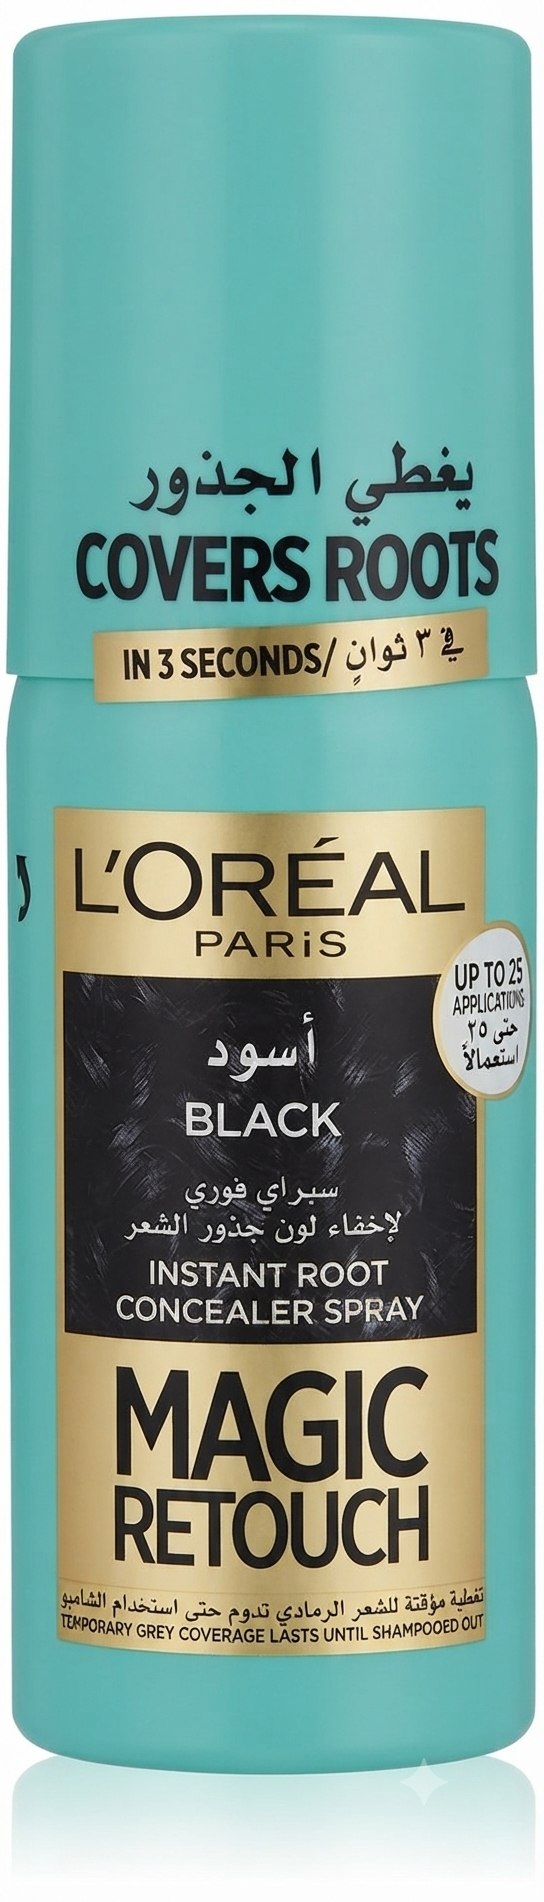 يغطي الجذور
COVERS ROOTS
IN 3 SECONDS/ في ٣ ثوانٍ
L'ORÉAL
PARiS
UP TO 25
APPLICATIONS
حتى ٢٥
استعمالاً
أسود
BLACK
سبراي فوري
لإخفاء لون جذور الشعر
INSTANT ROOT
CONCEALER SPRAY
MAGIC
RETOUCH
تغطية مؤقتة للشعر الرمادي تدوم حتى استخدام الشامبو
TEMPORARY GREY COVERAGE LASTS UNTIL SHAMPOOED OUT